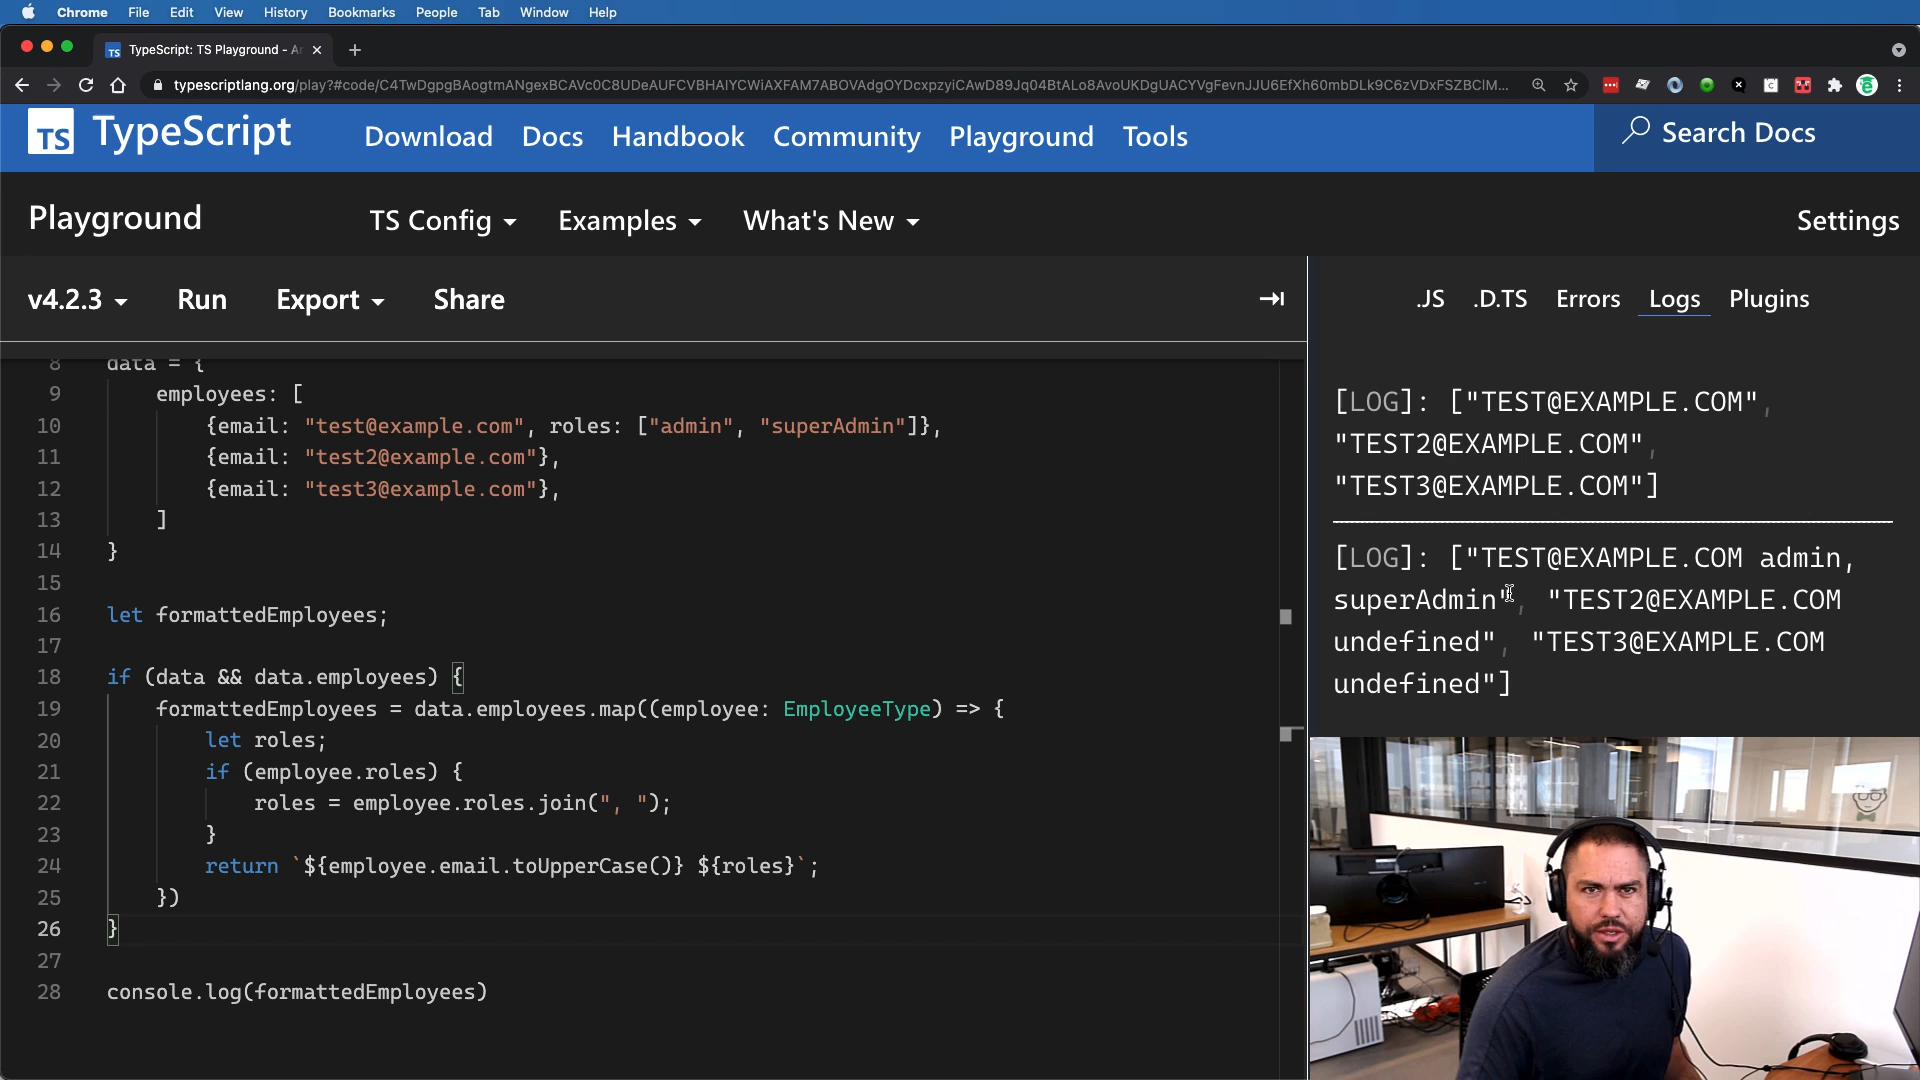 Chrome File Edit View History Bookmarks People Tab Window Help
TypeScript: TS Playground - A
typescriptlang.org/play?#code/C4TwDgpgBAogtmANgexBCAVc0C8UDeAUFCVBHAIYCWiAXFAM7ABOVAdgOYDcxpzyiCAwD89Jq04BtALo8AvoUKDgUACYVgFevnJJU6EfXh60mbDLk9C6zVDxFSZBClM...
TS TypeScript Download Docs Handbook Community Playground Tools Search Docs
Playground TS Config Examples What's New Settings
v4.2.3 Run Export Share
.JS .D.TS Errors Logs Plugins
8 data = {
9 employees: [
10 {email: "test@example.com", roles: ["admin", "superAdmin"]},
11 {email: "test2@example.com"},
12 {email: "test3@example.com"},
13 ]
14 }
15
16 let formattedEmployees;
17
18 if (data && data.employees) {
19 formattedEmployees = data.employees.map((employee: EmployeeType) => {
20 let roles;
21 if (employee.roles) {
22 roles = employee.roles.join(", ");
23 }
24 return `${employee.email.toUpperCase()} ${roles}`;
25 })
26 }
27
28 console.log(formattedEmployees)
[LOG]: ["TEST@EXAMPLE.COM",
"TEST2@EXAMPLE.COM",
"TEST3@EXAMPLE.COM"]
[LOG]: ["TEST@EXAMPLE.COM admin,
superAdmin", "TEST2@EXAMPLE.COM
undefined", "TEST3@EXAMPLE.COM
undefined"]